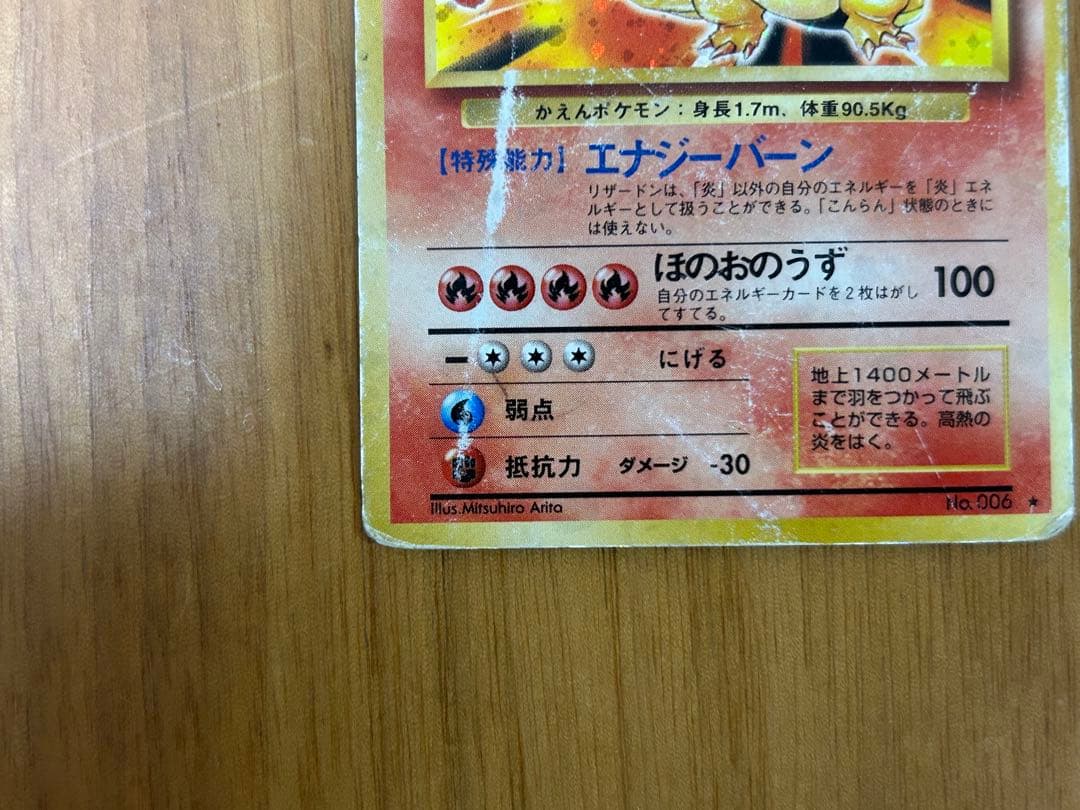 かえんポケモン：身長1.7m、体重90.5Kg
【特殊能力】 エナジーバーン
リザードンは、「炎」以外の自分のエネルギーを「炎」エネ
ルギーとして扱うことができる。「こんらん」状態のときに
は使えない。
ほのおのうず 100
自分のエネルギーカードを2枚はがし
てすてる。
ー にげる
弱点
抵抗力 ダメージ -30
地上1400メートル
まで羽をつかって飛ぶ
ことができる。高熱の
炎をはく。
Illus.Mitsuhiro Arita
No.006 ★